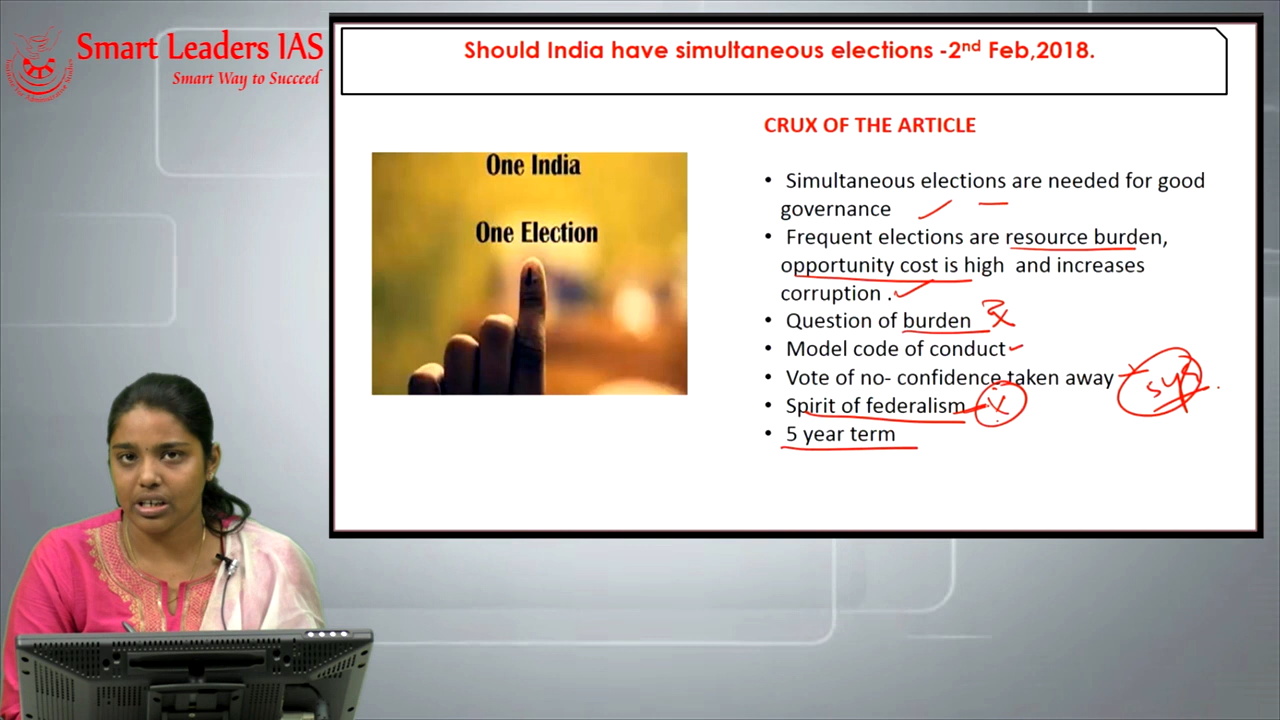 Smart Leaders IAS
Smart Way to Succeed
Should India have simultaneous elections -2nd Feb,2018.
CRUX OF THE ARTICLE
One India
One Election
• Simultaneous elections are needed for good
governance
• Frequent elections are resource burden,
opportunity cost is high and increases
corruption .
• Question of burden
• Model code of conduct
• Vote of no- confidence taken away
• Spirit of federalism
• 5 year term